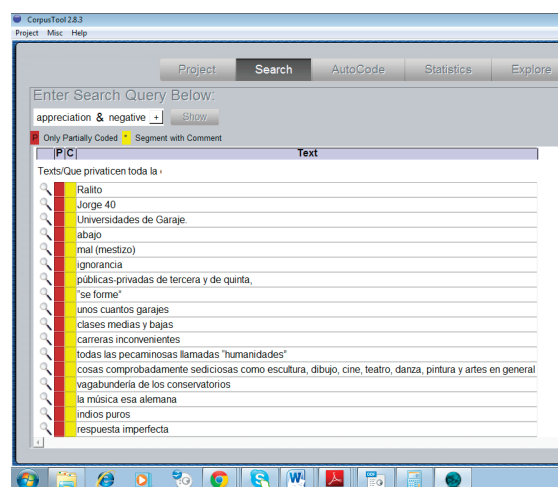 CorpusTool 2.8.3
Project Misc Help
Project Search AutoCode Statistics Explore
Enter Search Query Below:
appreciation & negative + Show
P Only Partially Coded * Segment with Comment
P C Text
Texts/Que privaticen toda la
Ralito
Jorge 40
Universidades de Garaje.
abajo
mal (mestizo)
ignorancia
públicas-privadas de tercera y de quinta,
"se forme"
unos cuantos garajes
clases medias y bajas
carreras inconvenientes
todas las pecaminosas llamadas "humanidades"
cosas comprobadamente sediciosas como escultura, dibujo, cine, teatro, danza, pintura y artes en general
vagabundería de los conservatorios
la música esa alemana
indios puros
respuesta imperfecta